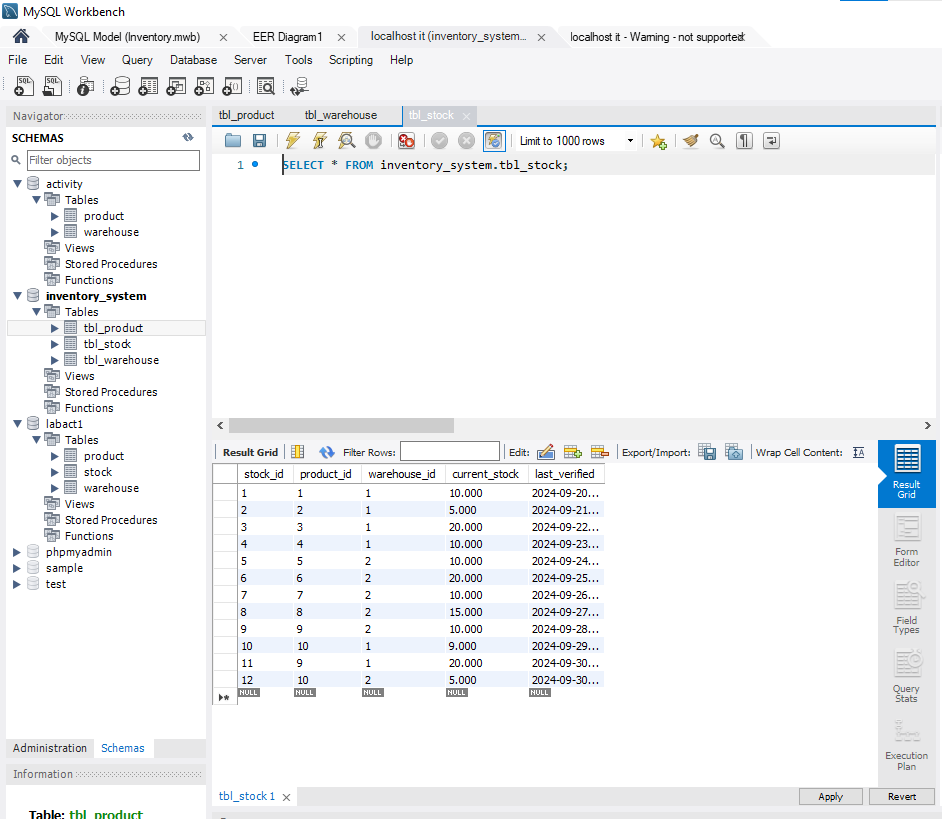 MySQL Workbench
MySQL Model (Inventory.mwb) × EER Diagram1 × localhost it (inventory_system... × localhost it - Warning - not supported
File Edit View Query Database Server Tools Scripting Help
Navigator
SCHEMAS
Filter objects
activity
Tables
product
warehouse
Views
Stored Procedures
Functions
inventory_system
Tables
tbl_product
tbl_stock
tbl_warehouse
Views
Stored Procedures
Functions
labact1
Tables
product
stock
warehouse
Views
Stored Procedures
Functions
phpmyadmin
sample
test
Administration Schemas
Information
Table: tbl_product
tbl_product tbl_warehouse tbl_stock ×
Limit to 1000 rows
1 SELECT * FROM inventory_system.tbl_stock;
Result Grid Filter Rows: Edit: Export/Import: Wrap Cell Content: IA
stock_id product_id warehouse_id current_stock last_verified
1 1 1 10.000 2024-09-20...
2 2 1 5.000 2024-09-21...
3 3 1 20.000 2024-09-22...
4 4 1 10.000 2024-09-23...
5 5 2 10.000 2024-09-24...
6 6 2 20.000 2024-09-25...
7 7 2 10.000 2024-09-26...
8 8 2 15.000 2024-09-27...
9 9 2 10.000 2024-09-28...
10 10 1 9.000 2024-09-29...
11 9 1 20.000 2024-09-30...
12 10 2 5.000 2024-09-30...
NULL NULL NULL NULL NULL
Result
Grid
Form
Editor
Field
Types
Query
Stats
Execution
Plan
tbl_stock 1 × Apply Revert